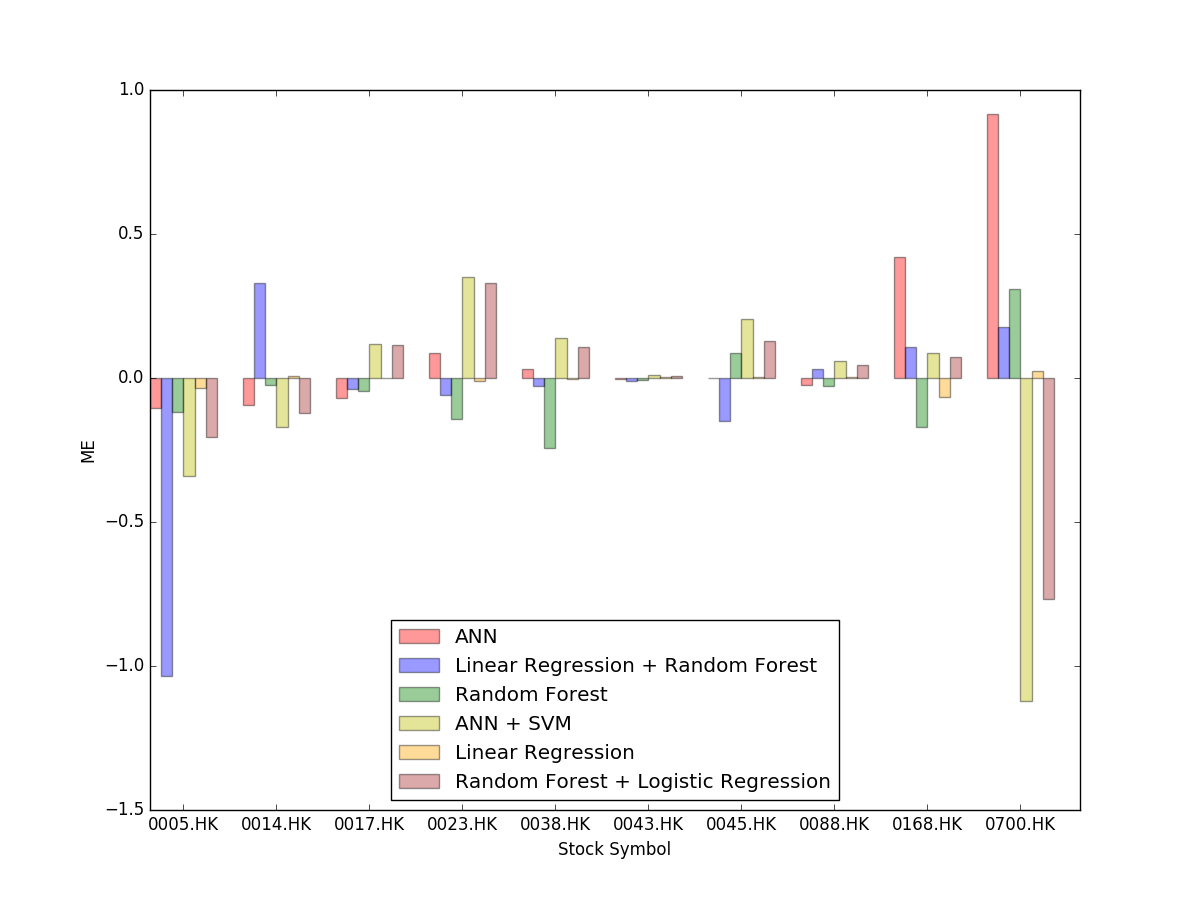 1.0
0.5
0.0
−0.5
−1.0
−1.5
ME
ANN
Linear Regression + Random Forest
Random Forest
ANN + SVM
Linear Regression
Random Forest + Logistic Regression
0005.HK 0014.HK 0017.HK 0023.HK 0038.HK 0043.HK 0045.HK 0088.HK 0168.HK 0700.HK
Stock Symbol